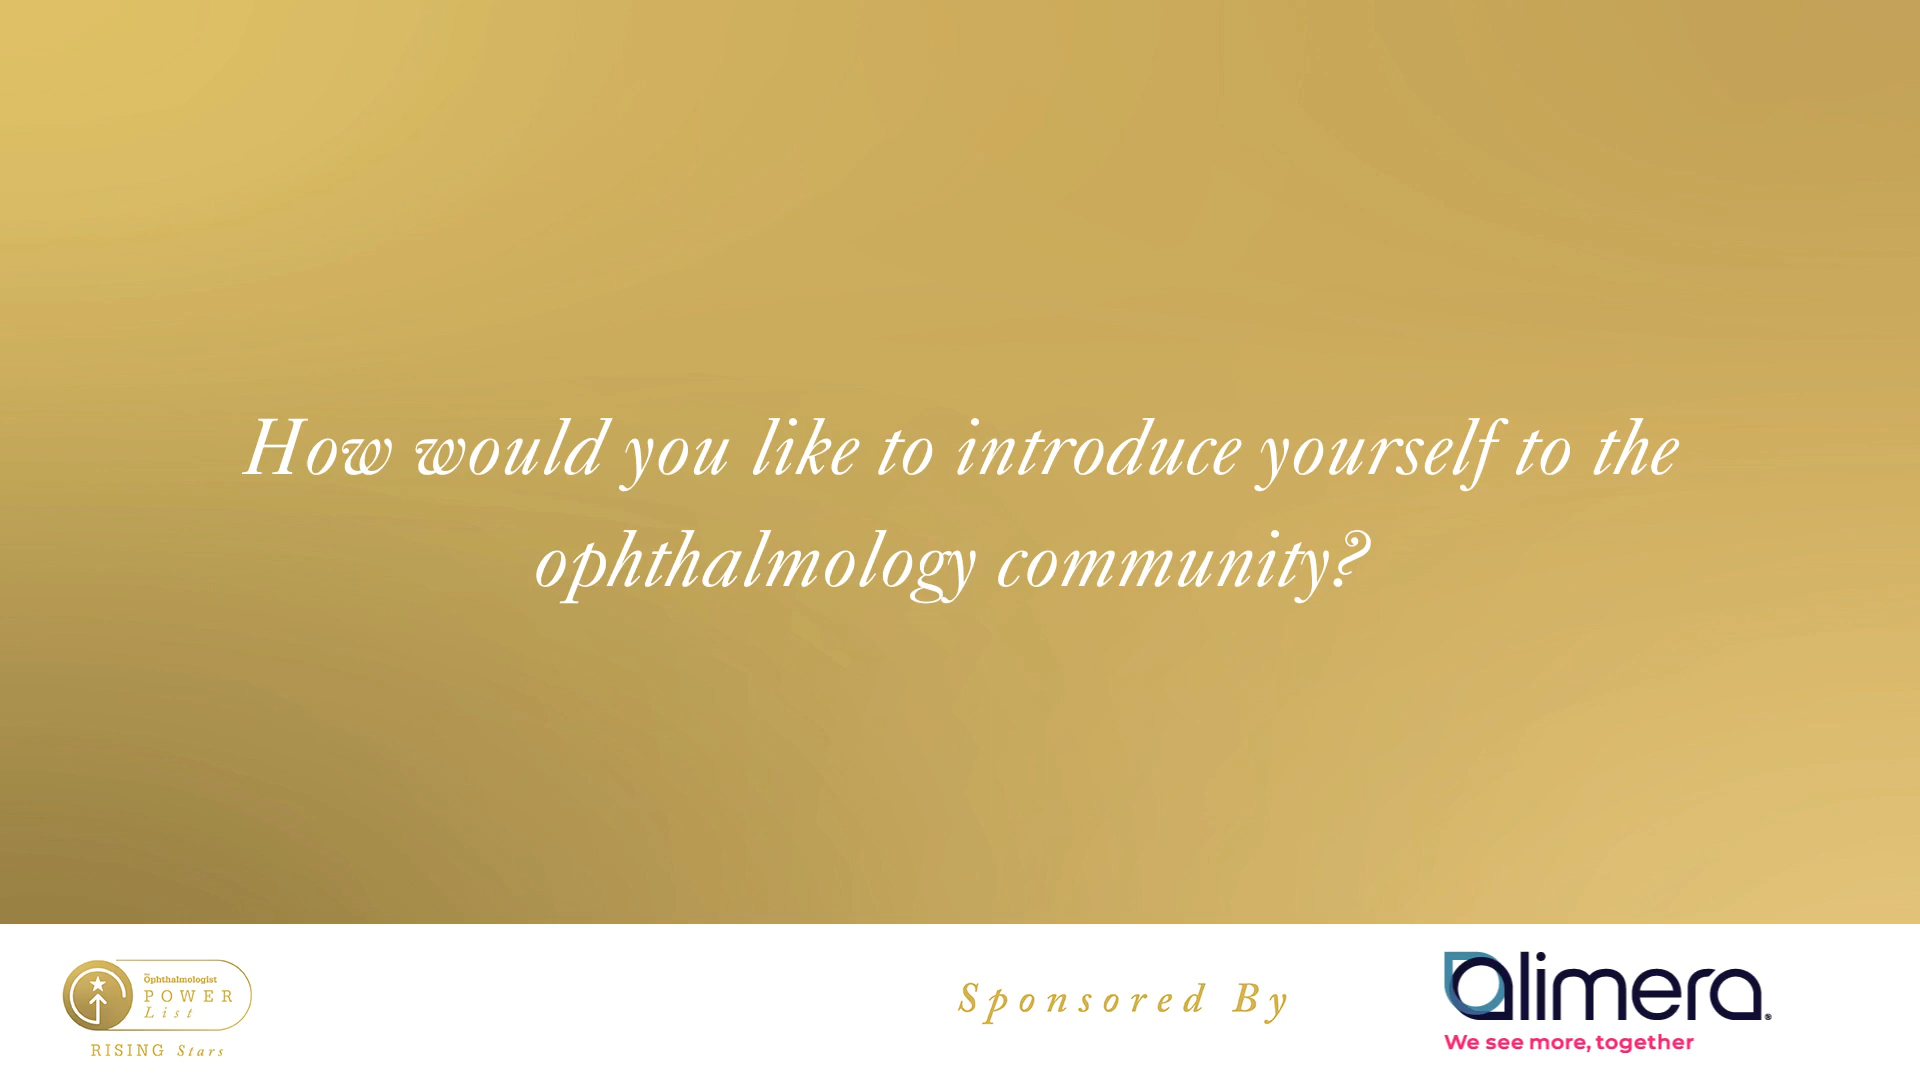 How would you like to introduce yourself to the
ophthalmology community?
the
Ophthalmologist
POWER
List
RISING Stars
Sponsored By
alimera®
We see more, together